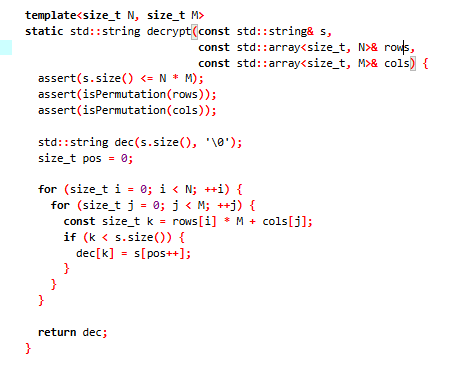 template<size_t N, size_t M>
static std::string decrypt(const std::string& s,
                           const std::array<size_t, N>& rows,
                           const std::array<size_t, M>& cols) {
  assert(s.size() <= N * M);
  assert(isPermutation(rows));
  assert(isPermutation(cols));

  std::string dec(s.size(), '\0');
  size_t pos = 0;

  for (size_t i = 0; i < N; ++i) {
    for (size_t j = 0; j < M; ++j) {
      const size_t k = rows[i] * M + cols[j];
      if (k < s.size()) {
        dec[k] = s[pos++];
      }
    }
  }

  return dec;
}